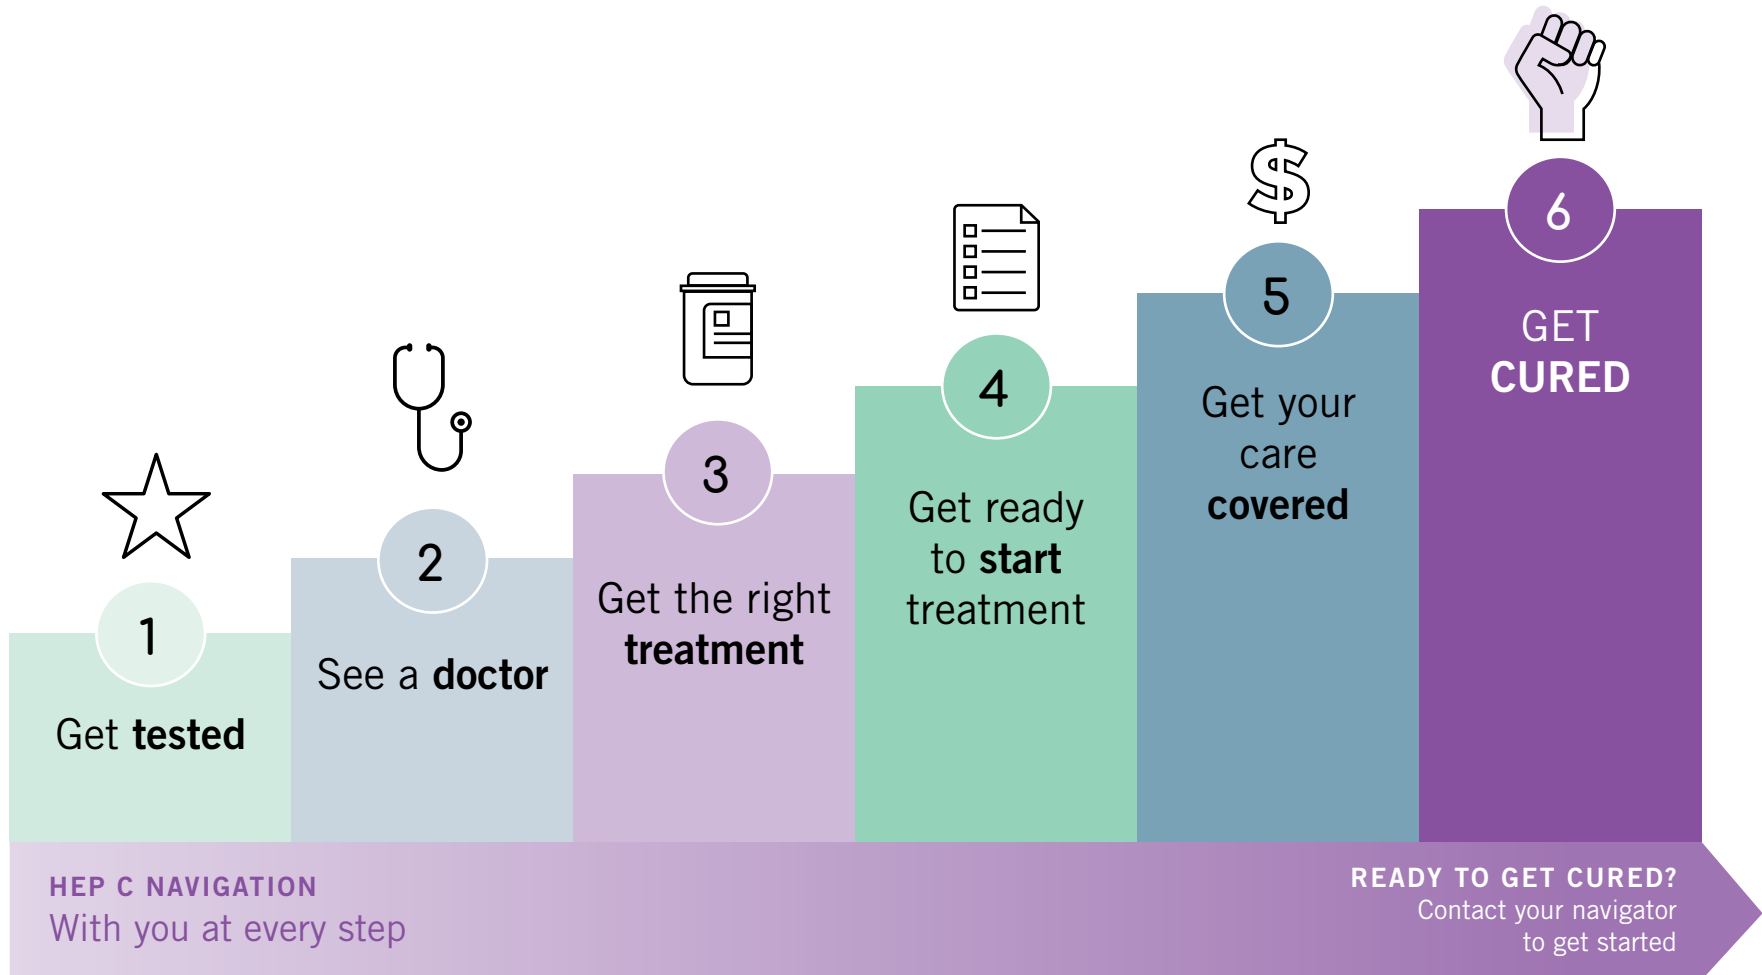 1
Get tested
2
See a doctor
3
Get the right
treatment
4
Get ready
to start
treatment
5
Get your
care
covered
6
GET
CURED
HEP C NAVIGATION
With you at every step
READY TO GET CURED?
Contact your navigator
to get started